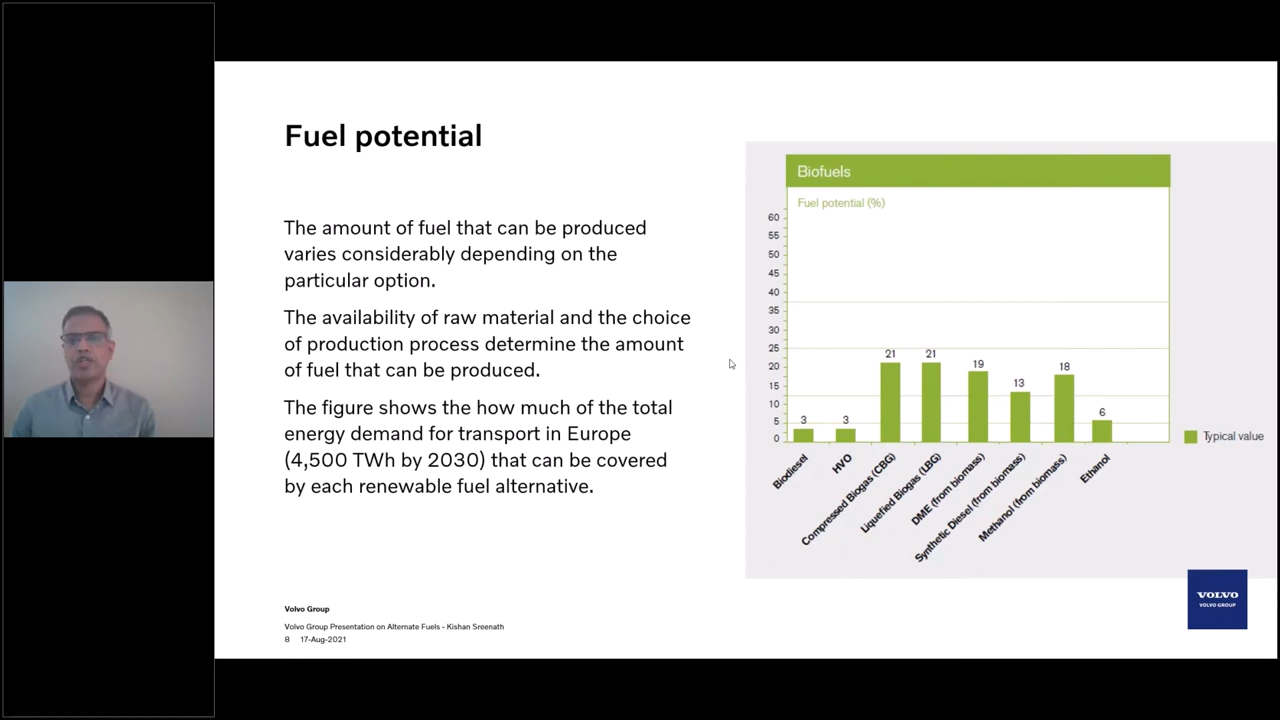 Fuel potential
The amount of fuel that can be produced
varies considerably depending on the
particular option.
The availability of raw material and the choice
of production process determine the amount
of fuel that can be produced.
The figure shows the how much of the total
energy demand for transport in Europe
(4,500 TWh by 2030) that can be covered
by each renewable fuel alternative.
Biofuels
Fuel potential (%)
60
55
50
45
40
35
30
25
20
15
10
5
0
3
3
21
21
19
13
18
6
Biodiesel
HVO
Compressed Biogas (CBG)
Liquefied Biogas (LBG)
DME (from biomass)
Synthetic Diesel (from biomass)
Methanol (from biomass)
Ethanol
Typical value
Volvo Group
Volvo Group Presentation on Alternate Fuels - Kishan Sreenath
8 17-Aug-2021
VOLVO
VOLVO GROUP